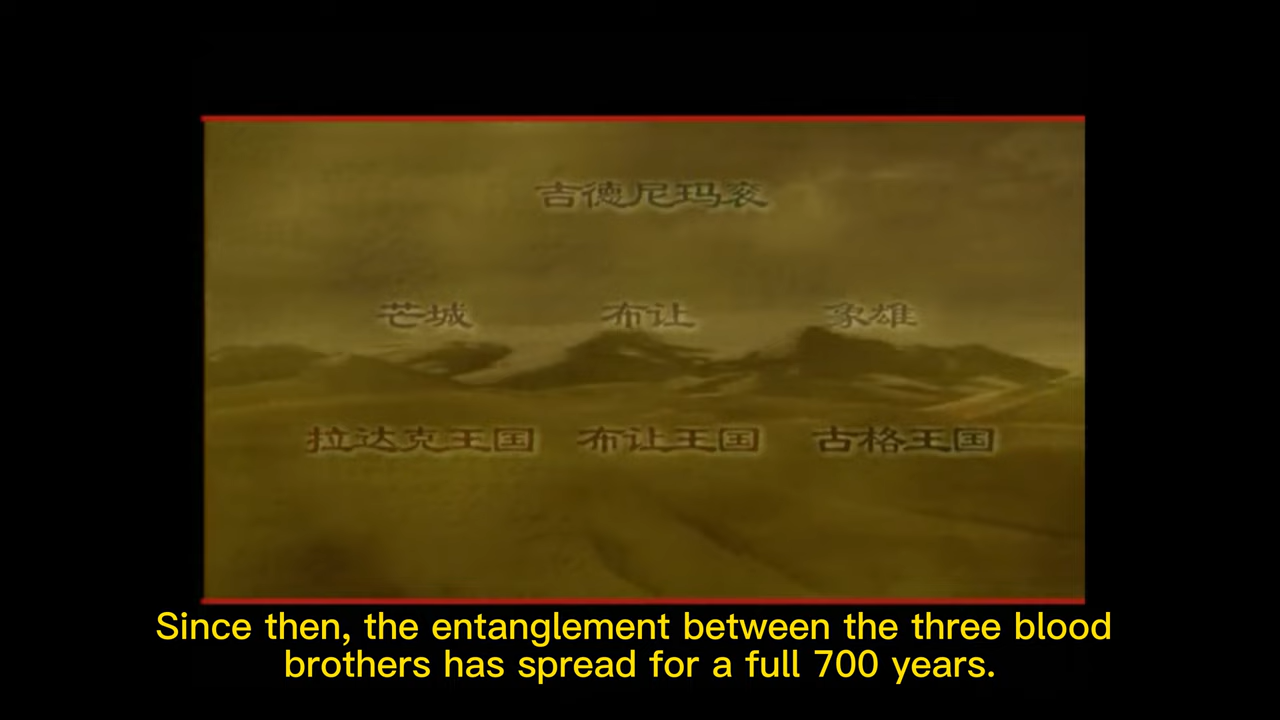 吉德尼玛衮
芒城 布让 象雄
拉达克王国 布让王国 古格王国
Since then, the entanglement between the three blood
brothers has spread for a full 700 years.